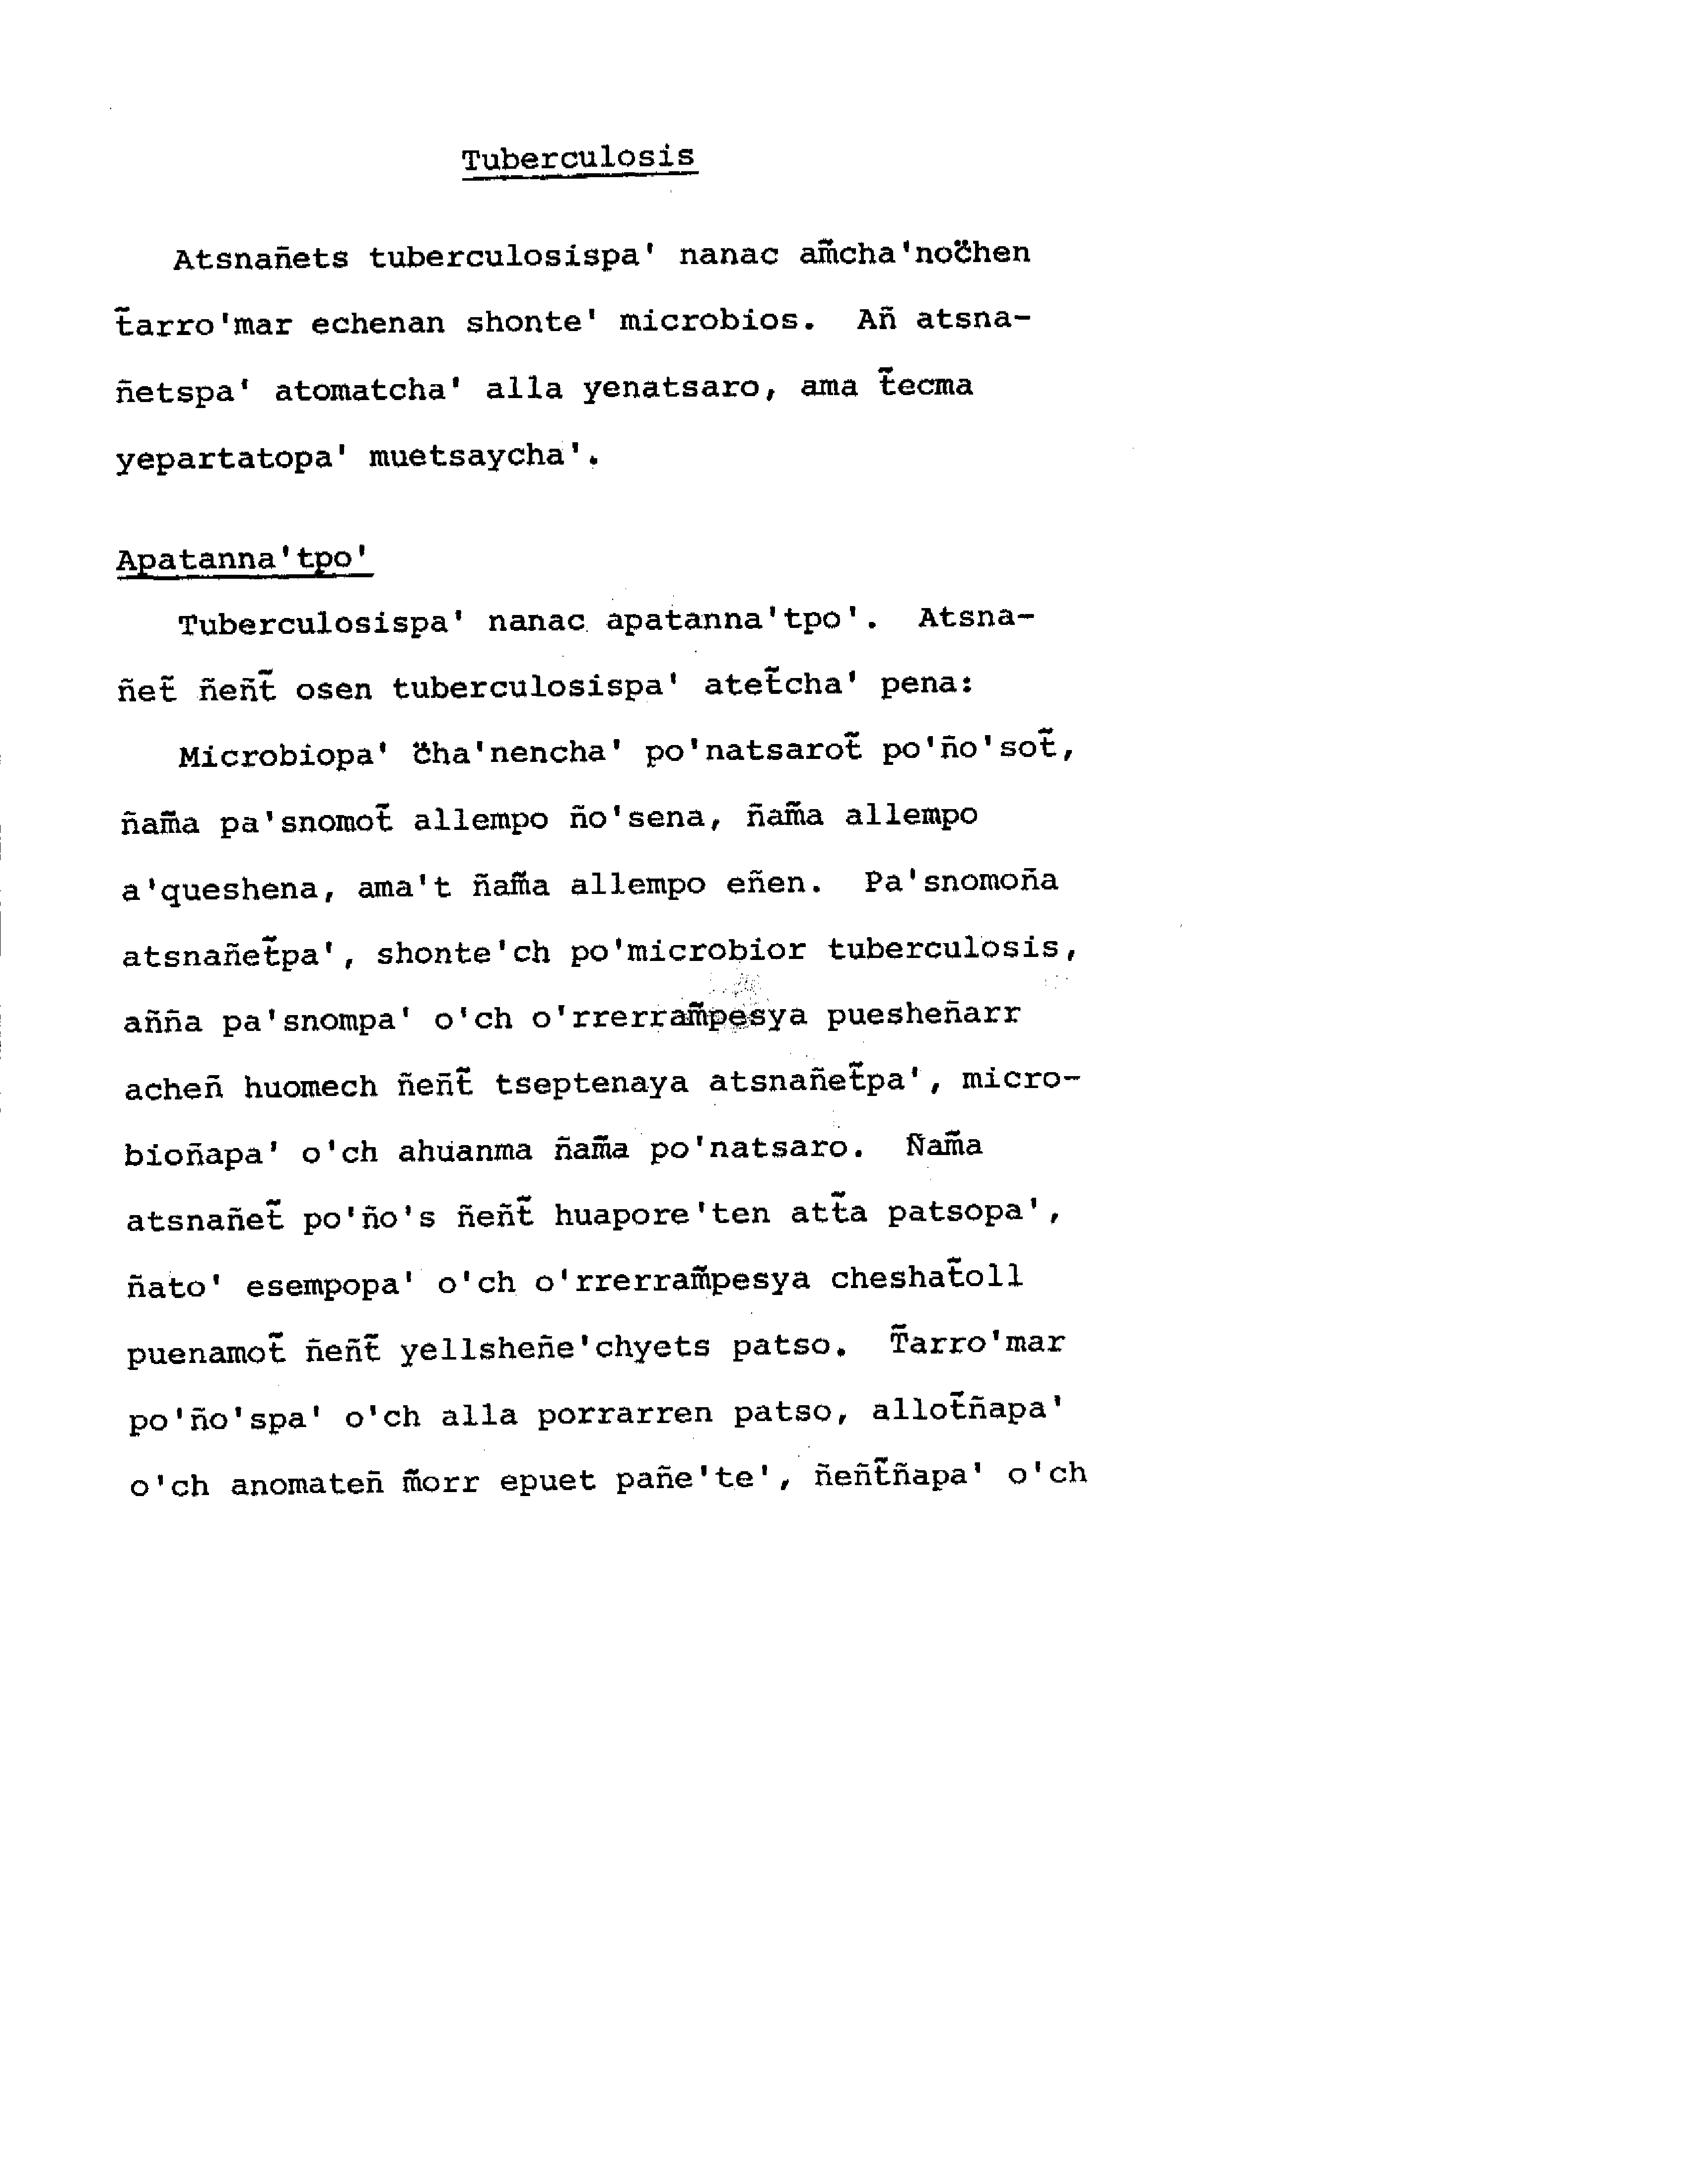 Tuberculosis
Atsnañets tuberculosispa' nanac am̃cha'noc̈hen
t̃arro'mar echenan shonte' microbios. Añ atsna-
ñetspa' atomatcha' alla yenatsaro, ama t̃ecma
yepartatopa' muetsaycha'.
Apatanna'tpo'
Tuberculosispa' nanac apatanna'tpo'. Atsna-
ñet̃ ñeñt̃ osen tuberculosispa' atet̃cha' pena:
Microbiopa' c̈ha'nencha' po'natsarot̃ po'ño'sot̃,
ñam̃a pa'snomot̃ allempo ño'sena, ñam̃a allempo
a'queshena, ama't ñam̃a allempo eñen. Pa'snomoña
atsnañet̃pa', shonte'ch po'microbior tuberculosis,
añña pa'snompa' o'ch o'rrerram̃pesya puesheñarr
acheñ huomech ñeñt̃ tseptenaya atsnañet̃pa', micro-
bioñapa' o'ch ahuanma ñam̃a po'natsaro. Ñam̃a
atsnañet̃ po'ño's ñeñt̃ huapore'ten att̃a patsopa',
ñato' esempopa' o'ch o'rrerram̃pesya cheshat̃oll
puenamot̃ ñeñt̃ yellsheñe'chyets patso. T̃arro'mar
po'ño'spa' o'ch alla porrarren patso, allot̃ñapa'
o'ch anomateñ m̃orr epuet pañe'te', ñeñt̃ñapa' o'ch